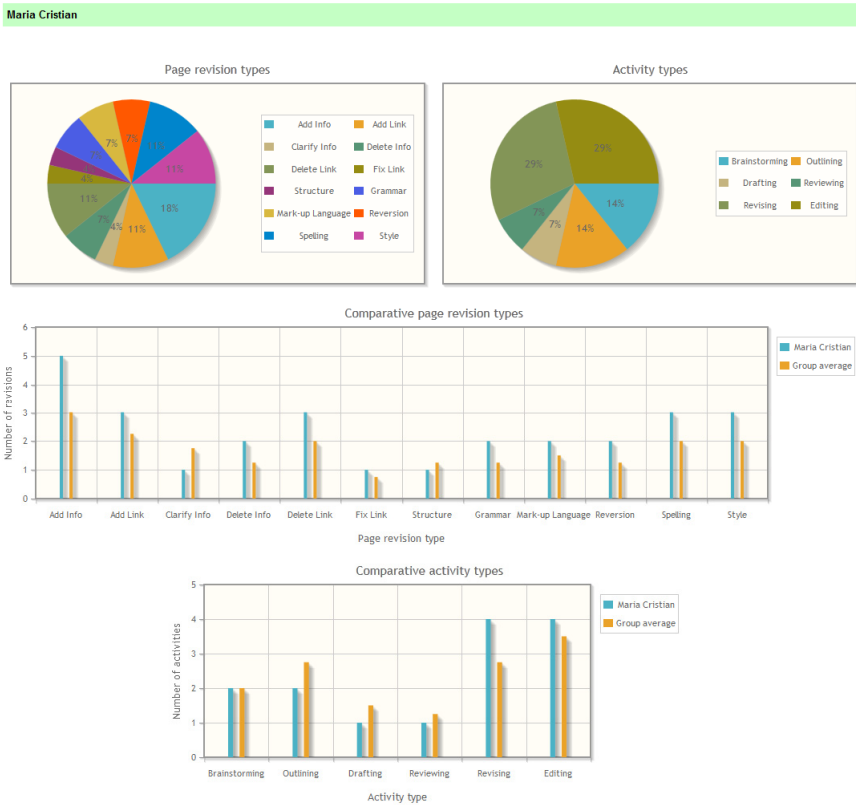 Maria Cristian
Page revision types
Activity types
7%
7%
11%
11%
18%
11%
4%
7%
11%
4%
Add Info Add Link
Clarify Info Delete Info
Delete Link Fix Link
Structure Grammar
Mark-up Language Reversion
Spelling Style
29%
29%
14%
14%
7%
7%
Brainstorming Outlining
Drafting Reviewing
Revising Editing
Comparative page revision types
Number of revisions
6
5
4
3
2
1
0
Add Info Add Link Clarify Info Delete Info Delete Link Fix Link Structure Grammar Mark-up Language Reversion Spelling Style
Page revision type
Maria Cristian
Group average
Comparative activity types
Number of activities
5
4
3
2
1
0
Brainstorming Outlining Drafting Reviewing Revising Editing
Activity type
Maria Cristian
Group average